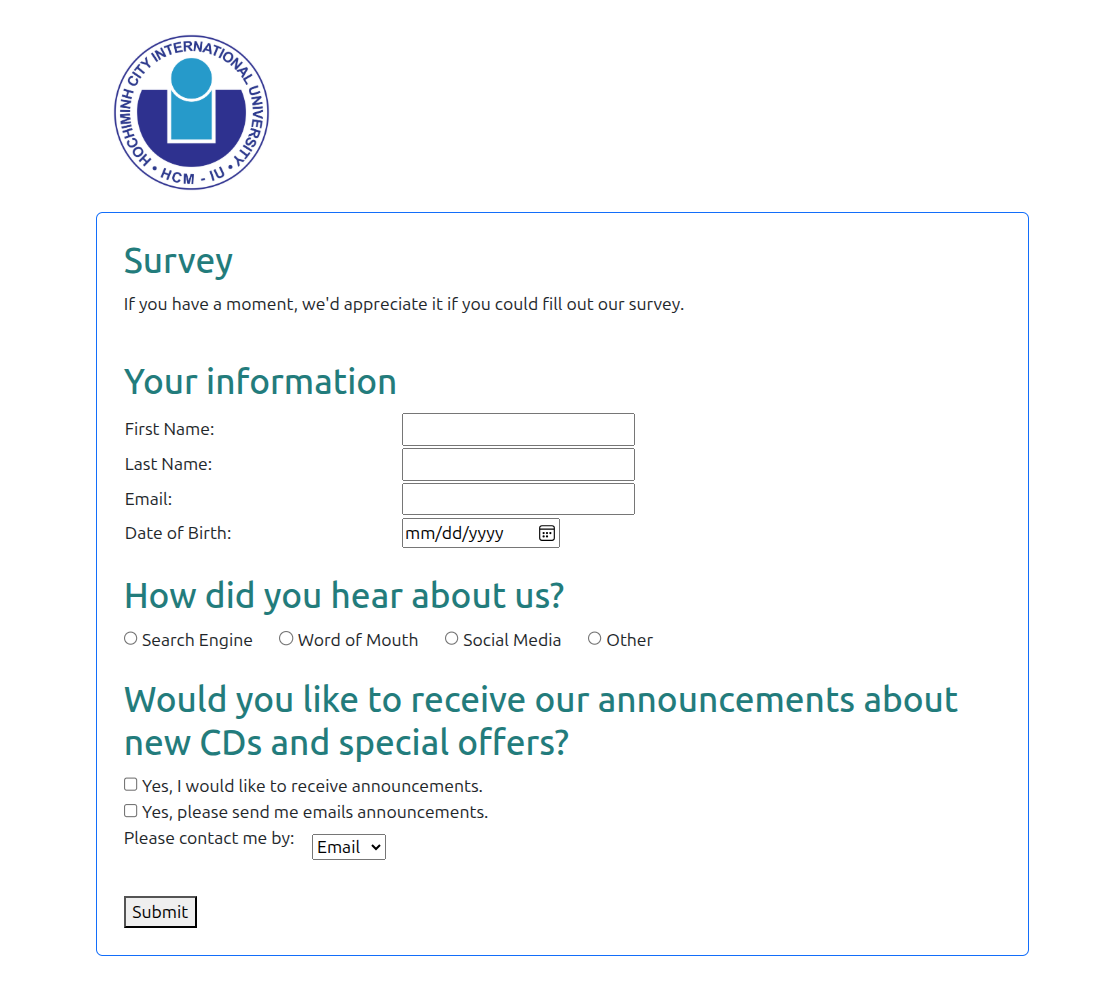 HOCHIMINH CITY INTERNATIONAL UNIVERSITY
• HCM - IU •
Survey
If you have a moment, we'd appreciate it if you could fill out our survey.
Your information
First Name:
Last Name:
Email:
Date of Birth: mm/dd/yyyy
How did you hear about us?
Search Engine Word of Mouth Social Media Other
Would you like to receive our announcements about
new CDs and special offers?
Yes, I would like to receive announcements.
Yes, please send me emails announcements.
Please contact me by: Email
Submit